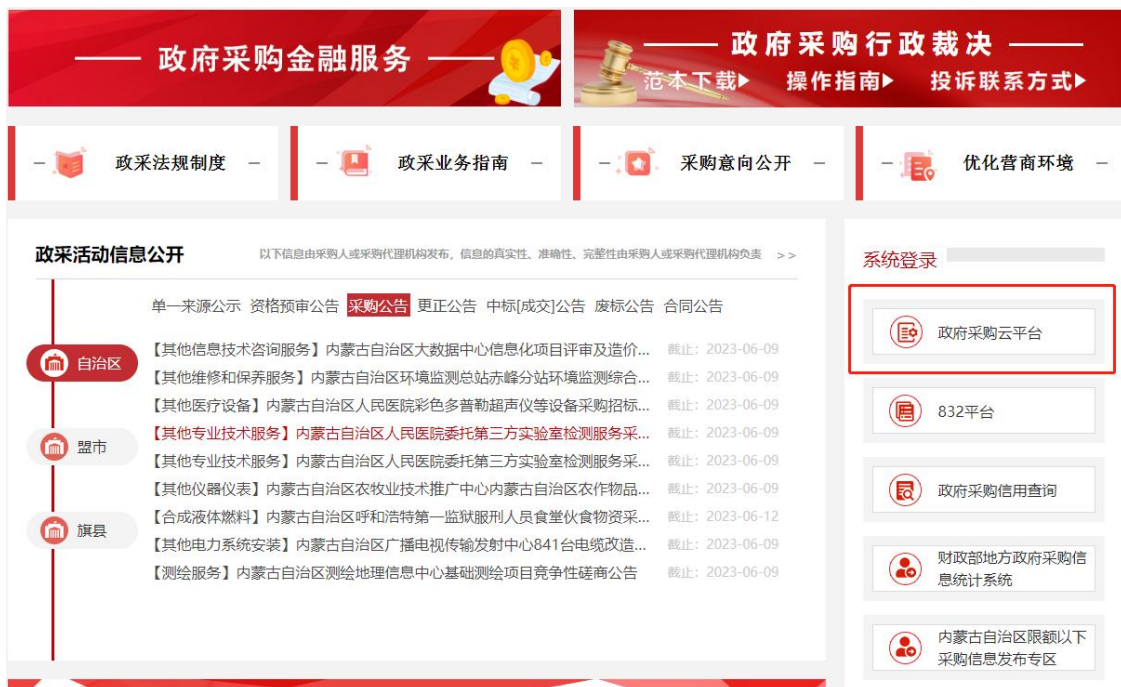 政府采购金融服务
政府采购行政裁决
范本下载 操作指南 投诉联系方式
政采法规制度
政采业务指南
采购意向公开
优化营商环境
政采活动信息公开
以下信息由采购人或采购代理机构发布，信息的真实性、准确性、完整性由采购人或采购代理机构负责 >>
单一来源公示 资格预审公告 采购公告 更正公告 中标[成交]公告 废标公告 合同公告
自治区
盟市
旗县
【其他信息技术咨询服务】内蒙古自治区大数据中心信息化项目评审及造价... 截止：2023-06-09
【其他维修和保养服务】内蒙古自治区环境监测总站赤峰分站环境监测综合... 截止：2023-06-09
【其他医疗设备】内蒙古自治区人民医院彩色多普勒超声仪等设备采购招标... 截止：2023-06-09
【其他专业技术服务】内蒙古自治区人民医院委托第三方实验室检测服务采... 截止：2023-06-09
【其他专业技术服务】内蒙古自治区人民医院委托第三方实验室检测服务采... 截止：2023-06-09
【其他仪器仪表】内蒙古自治区农牧业技术推广中心内蒙古自治区农作物品... 截止：2023-06-09
【合成液体燃料】内蒙古自治区呼和浩特第一监狱服刑人员食堂伙食物资采... 截止：2023-06-12
【其他电力系统安装】内蒙古自治区广播电视传输发射中心841台电缆改造... 截止：2023-06-09
【测绘服务】内蒙古自治区测绘地理信息中心基础测绘项目竞争性磋商公告 截止：2023-06-09
系统登录
政府采购云平台
832平台
政府采购信用查询
财政部地方政府采购信
息统计系统
内蒙古自治区限额以下
采购信息发布专区